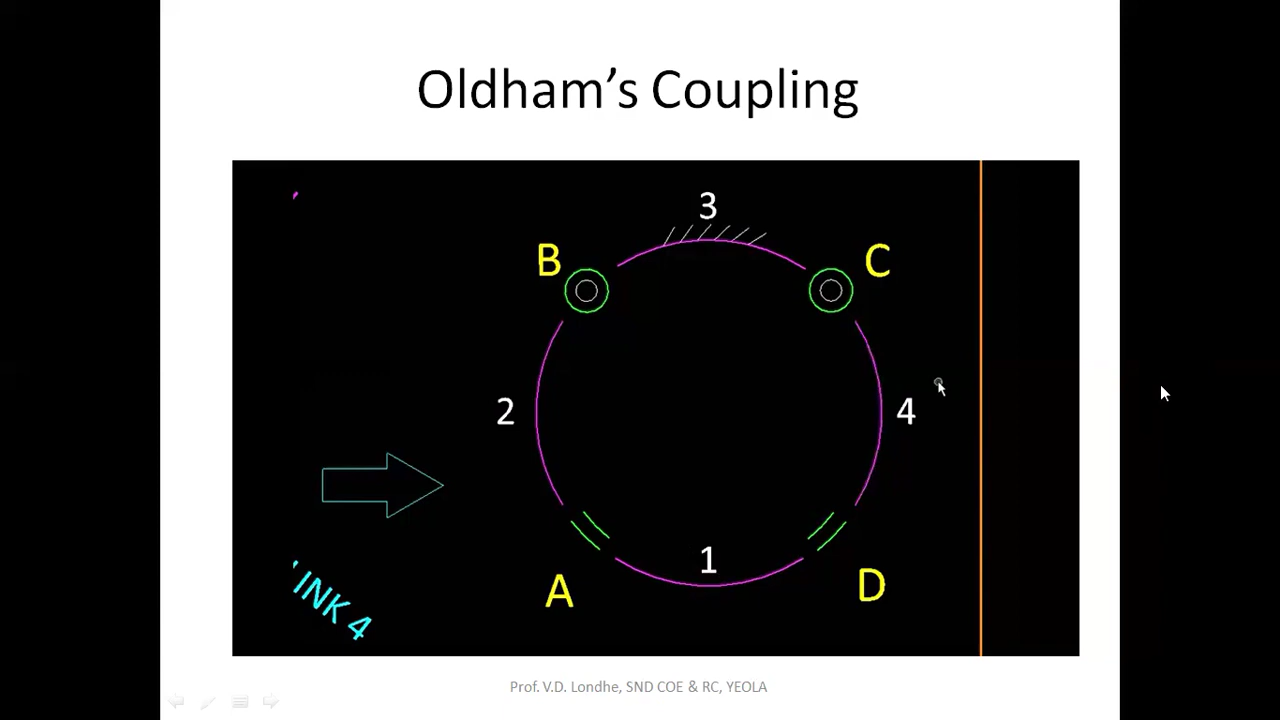 Oldham's Coupling
3
B
C
2
4
1
A
D
INK 4
Prof. V.D. Londhe, SND COE & RC, YEOLA